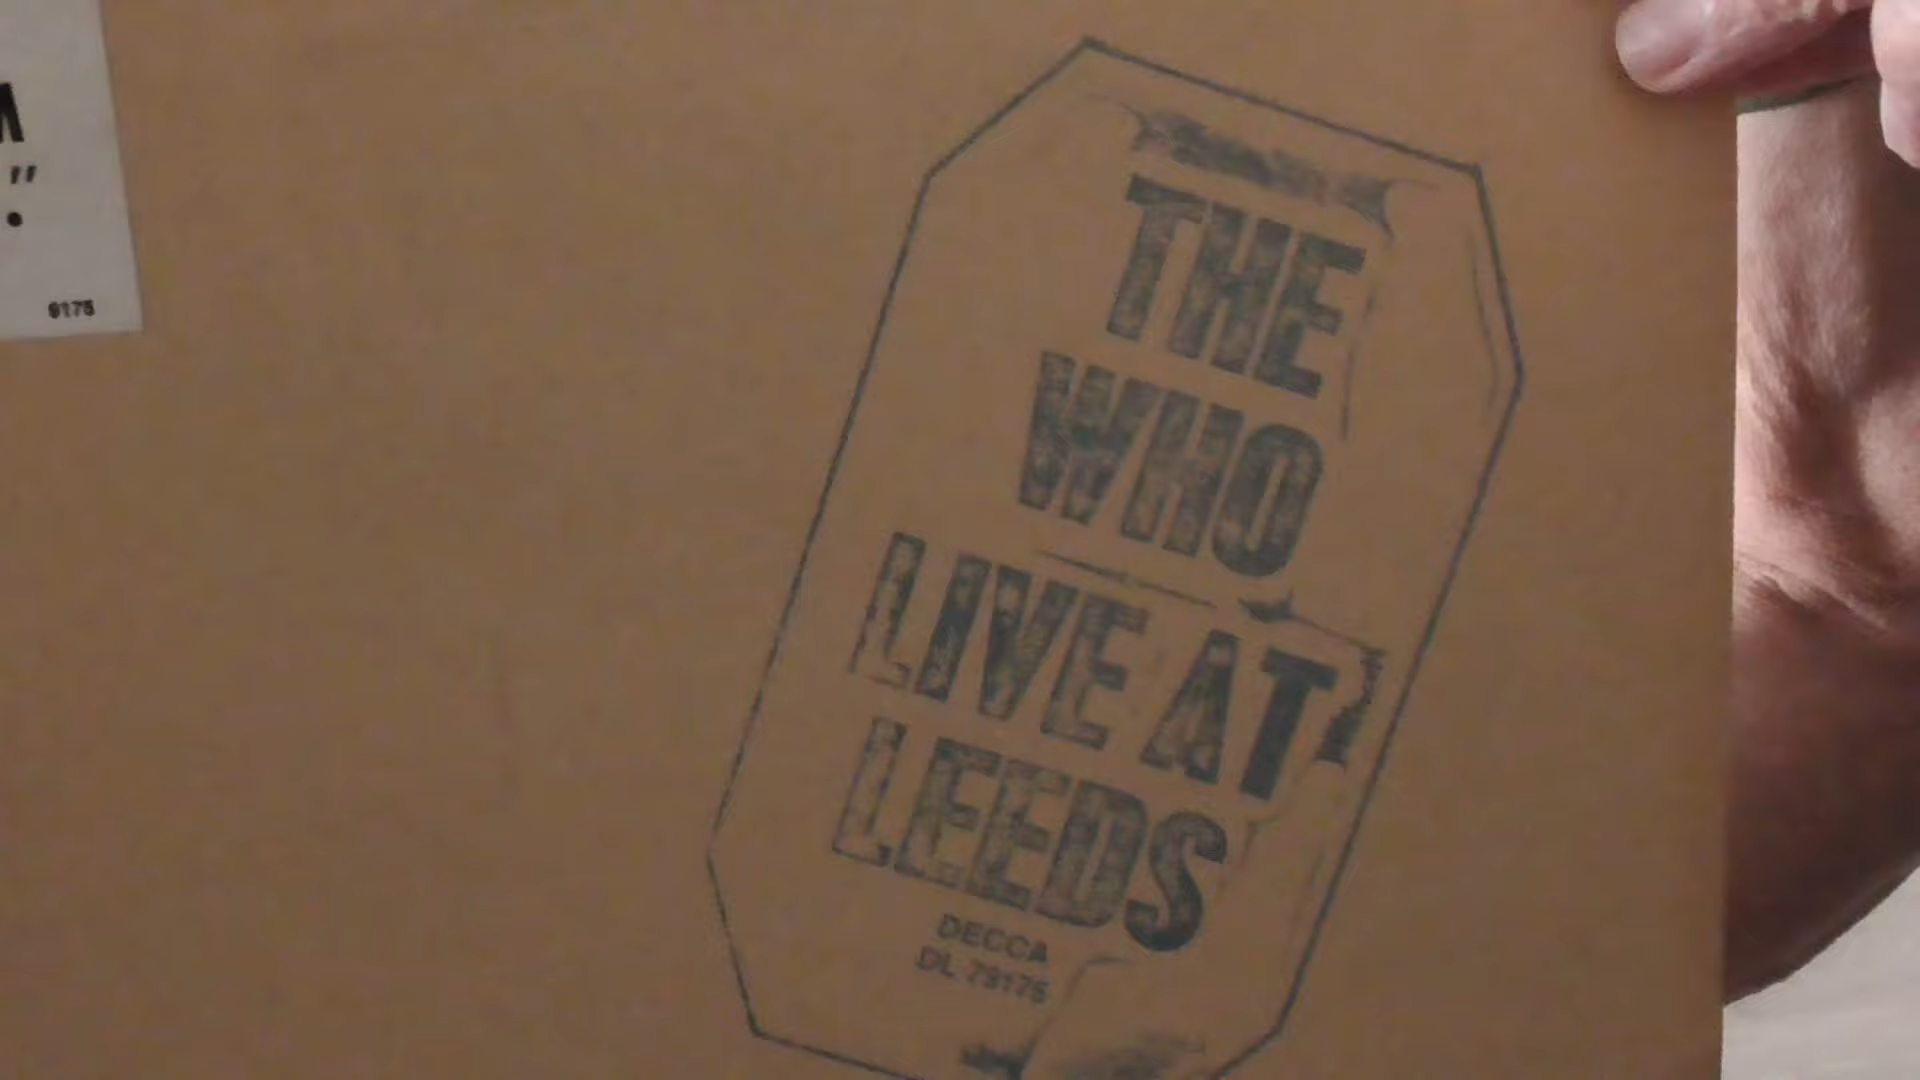 M
."
9175
THE
WHO
LIVE AT
LEEDS
DECCA
DL 79175